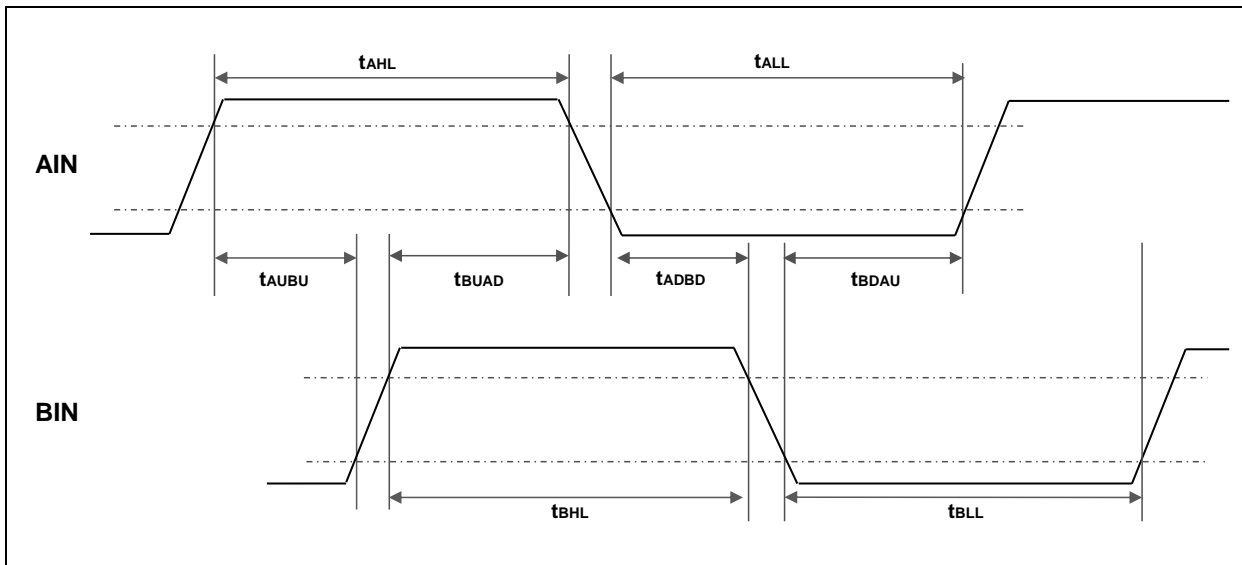 tAHL
tALL
AIN
tAUBU
tBUAD
tADBD
tBDAU
BIN
tBHL
tBLL